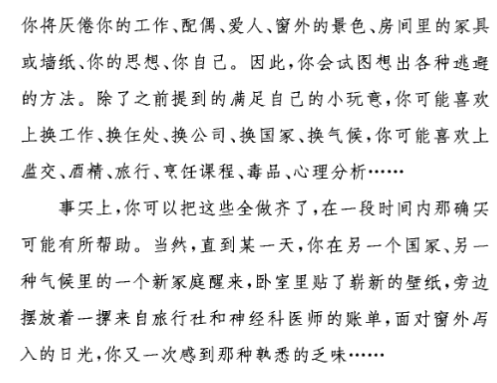 你将厌倦你的工作、配偶、爱人、窗外的景色、房间里的家具
或墙纸、你的思想、你自己。因此,你会试图想出各种逃避
的方法。除了之前提到的满足自己的小玩意,你可能喜欢
上换工作、换住处、换公司、换国家、换气候,你可能喜欢上
滥交、酒精、旅行、烹饪课程、毒品、心理分析……
事实上,你可以把这些全做齐了,在一段时间内那确实
可能有所帮助。当然,直到某一天,你在另一个国家、另一
种气候里的一个新家庭醒来,卧室里贴了崭新的壁纸,旁边
摆放着一摞来自旅行社和神经科医师的账单,面对窗外泻
入的日光,你又一次感到那种熟悉的乏味……